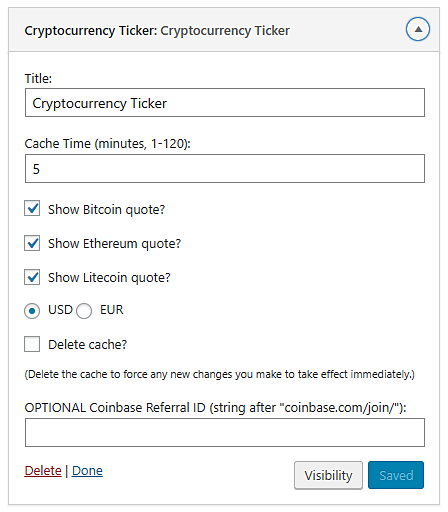 Cryptocurrency Ticker: Cryptocurrency Ticker
Title:
Cryptocurrency Ticker
Cache Time (minutes, 1-120):
5
Show Bitcoin quote?
Show Ethereum quote?
Show Litecoin quote?
USD EUR
Delete cache?
(Delete the cache to force any new changes you make to take effect immediately.)
OPTIONAL Coinbase Referral ID (string after "coinbase.com/join/"):
Delete | Done Visibility Saved